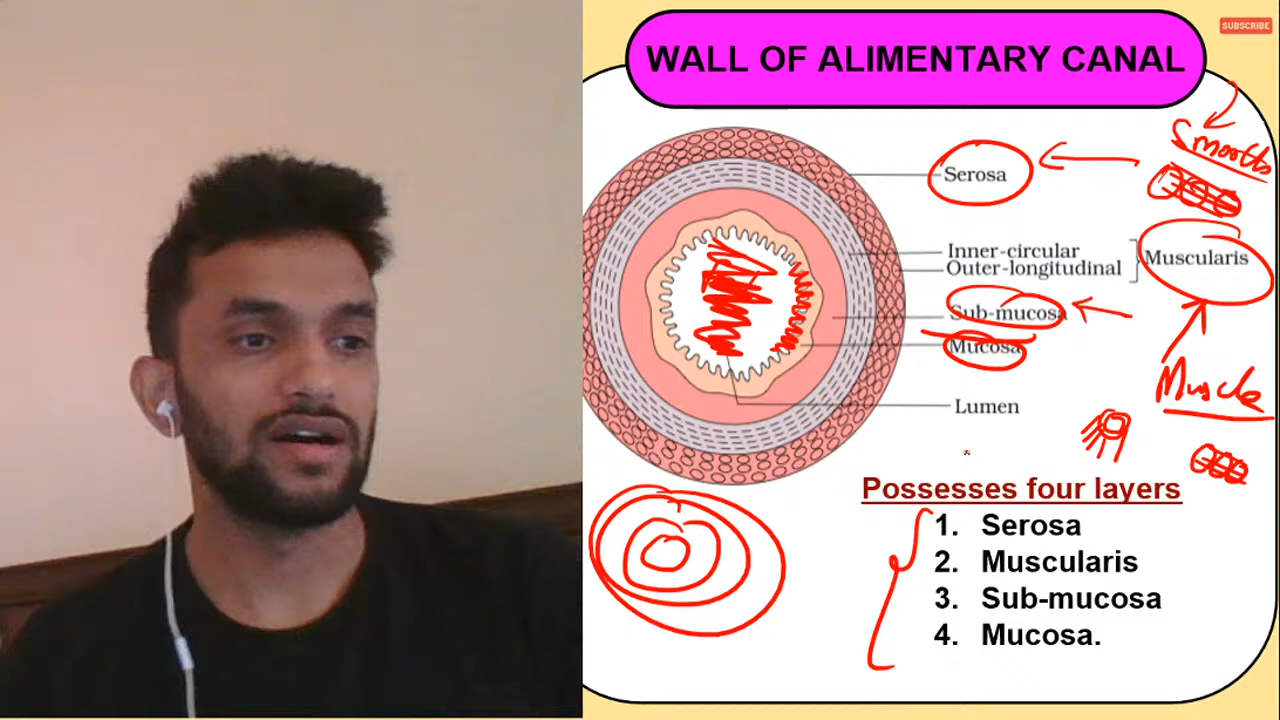 SUBSCRIBE
WALL OF ALIMENTARY CANAL
Smooth
Serosa
Inner-circular
Outer-longitudinal
Muscularis
Sub-mucosa
Mucosa
Muscle
Lumen
Possesses four layers
1. Serosa
2. Muscularis
3. Sub-mucosa
4. Mucosa.